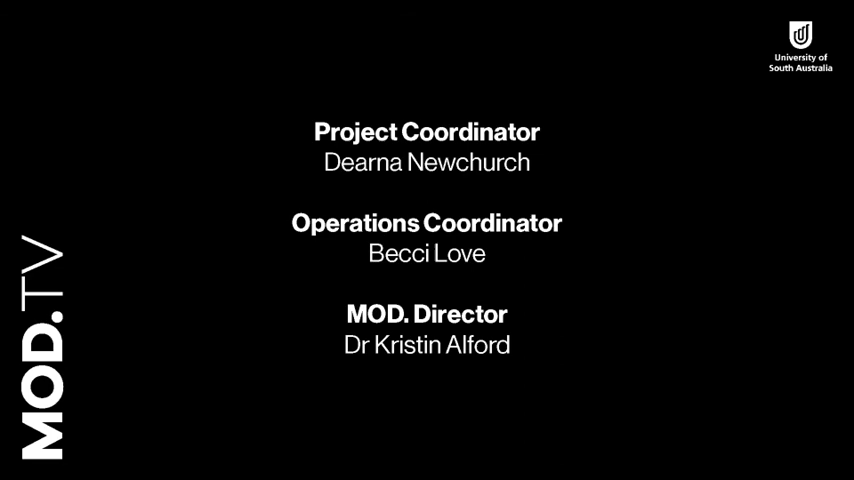 University of
South Australia
Project Coordinator
Dearna Newchurch
Operations Coordinator
Becci Love
MOD. Director
Dr Kristin Alford
MOD.TV